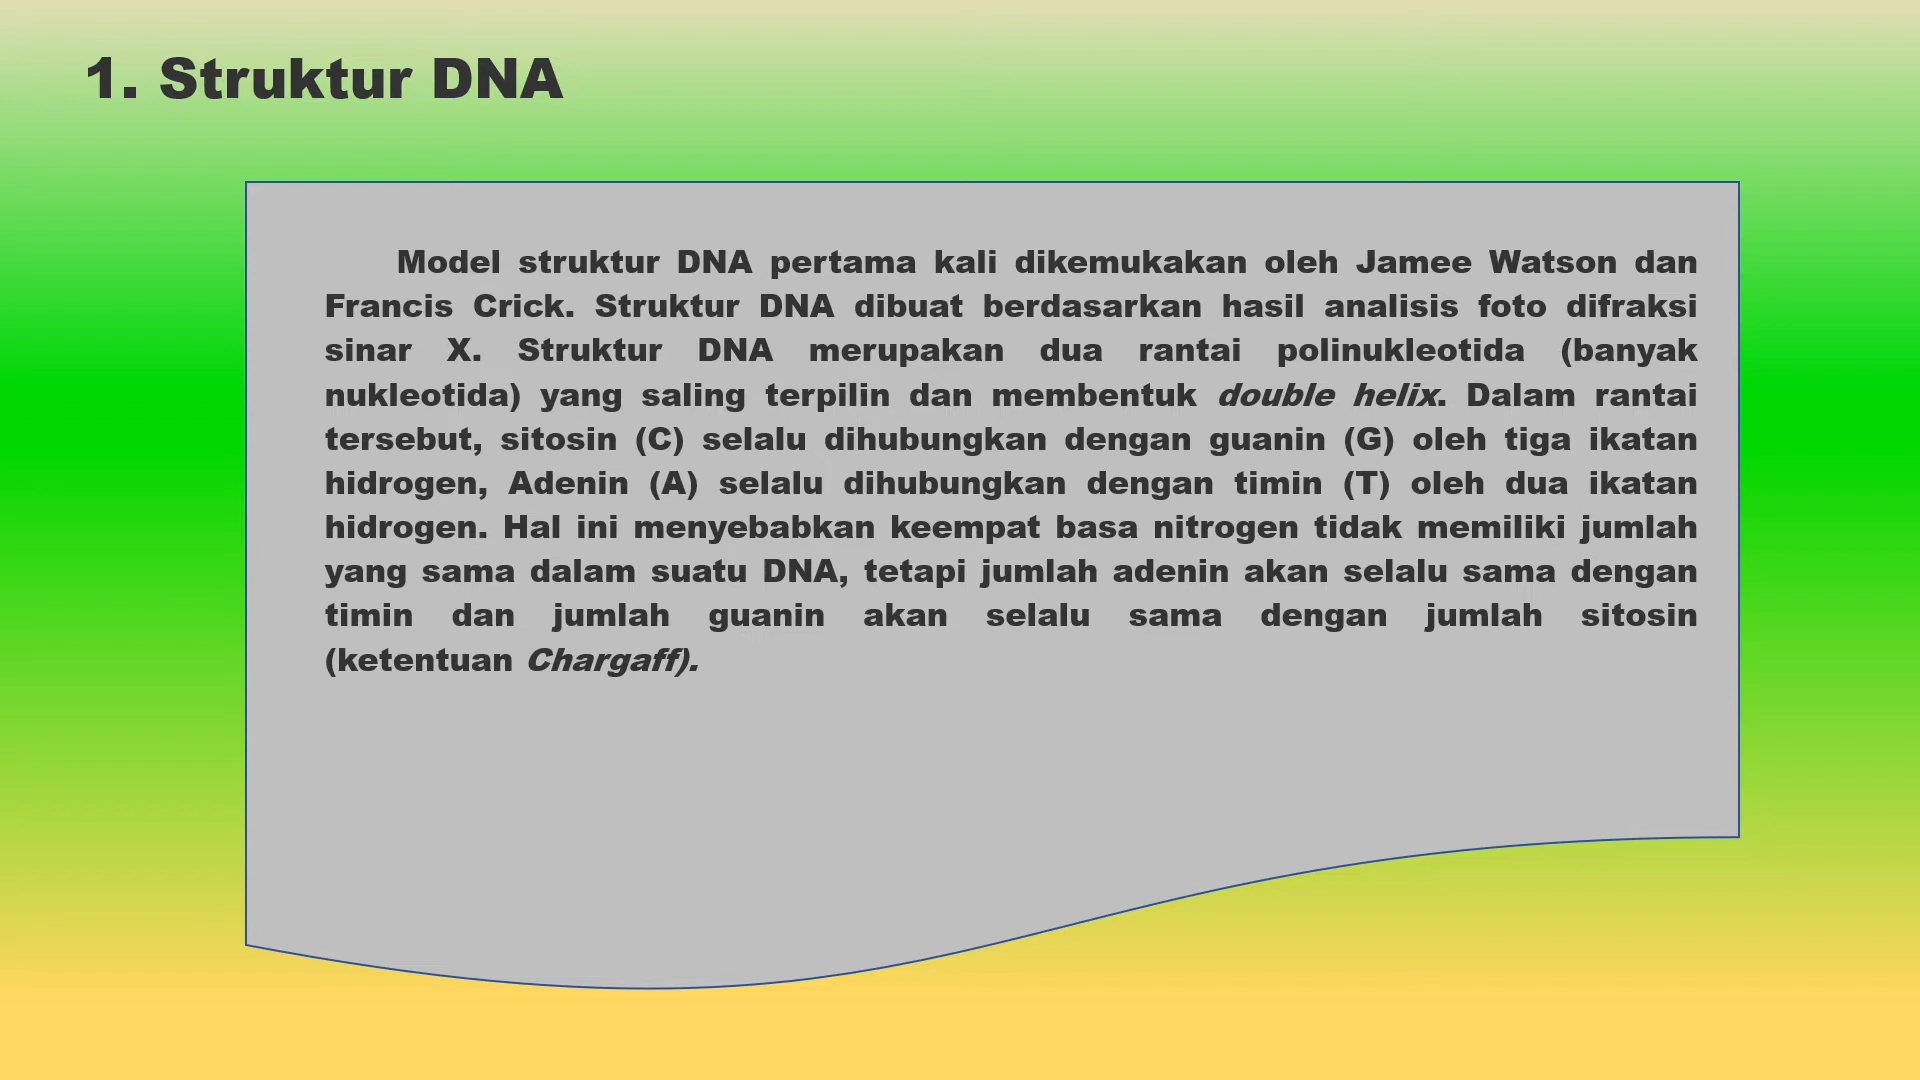 1. Struktur DNA
Model struktur DNA pertama kali dikemukakan oleh Jamee Watson dan
Francis Crick. Struktur DNA dibuat berdasarkan hasil analisis foto difraksi
sinar X. Struktur DNA merupakan dua rantai polinukleotida (banyak
nukleotida) yang saling terpilin dan membentuk double helix. Dalam rantai
tersebut, sitosin (C) selalu dihubungkan dengan guanin (G) oleh tiga ikatan
hidrogen, Adenin (A) selalu dihubungkan dengan timin (T) oleh dua ikatan
hidrogen. Hal ini menyebabkan keempat basa nitrogen tidak memiliki jumlah
yang sama dalam suatu DNA, tetapi jumlah adenin akan selalu sama dengan
timin dan jumlah guanin akan selalu sama dengan jumlah sitosin
(ketentuan Chargaff).